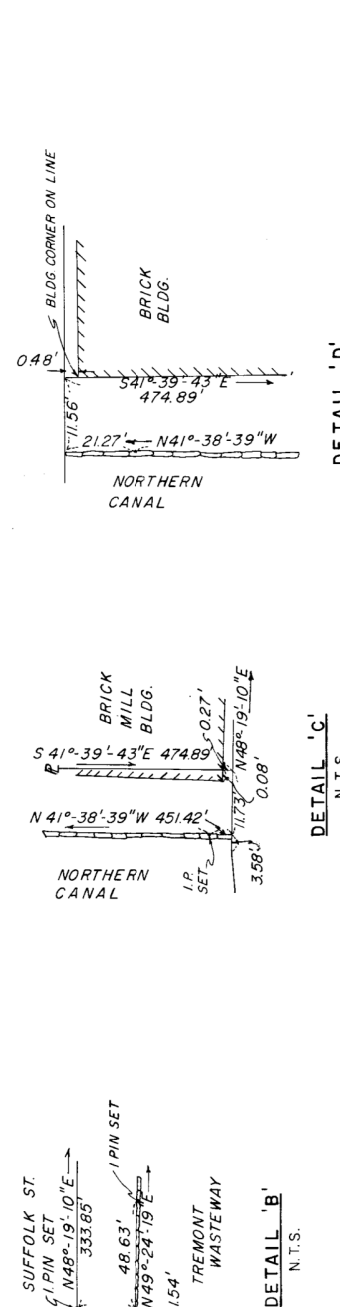 BLDG. CORNER ON LINE
0.48'
BRICK
BLDG.
S41°-39'-43"E
474.89'
11.56'
21.27'
N41°-38'-39"W
NORTHERN
CANAL
DETAIL 'D'
BRICK
MILL
BLDG.
S 41°-39'-43"E 474.89'
0.27'
N48°-19'-10"E
N 41°-38'-39"W 451.42'
11.73'
0.08'
I.P.
SET
3.58'
NORTHERN
CANAL
DETAIL 'C'
N.T.S.
SUFFOLK ST.
I.PIN SET
N48°-19'-10"E
333.85'
I PIN SET
48.63'
N49°-24'-19"E
1.54'
TREMONT
WASTEWAY
DETAIL 'B'
N.T.S.